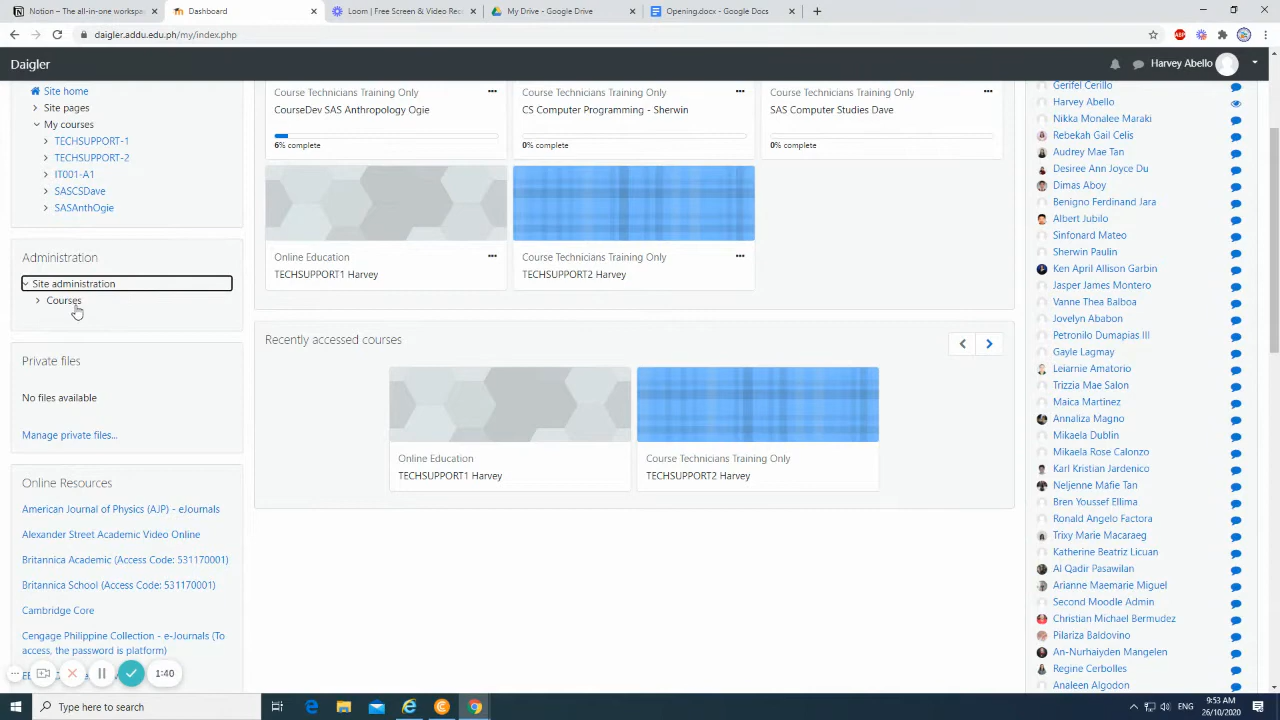 Notion – The all-in-one workspa
Dashboard
Loom | Free Screen & Video Rec
My Drive - Google Drive
Opening.docx - Google Docs
daigler.addu.edu.ph/my/index.php
ABP
Daigler
Harvey Abello
Site home
Site pages
My courses
TECHSUPPORT-1
TECHSUPPORT-2
IT001-A1
SASCSDave
SASAnthOgie
Administration
Site administration
Courses
Private files
No files available
Manage private files...
Online Resources
American Journal of Physics (AJP) - eJournals
Alexander Street Academic Video Online
Britannica Academic (Access Code: 531170001)
Britannica School (Access Code: 531170001)
Cambridge Core
Cengage Philippine Collection - e-Journals (To
access, the password is platform)
Course Technicians Training Only
CourseDev SAS Anthropology Ogie
6% complete
Course Technicians Training Only
CS Computer Programming - Sherwin
0% complete
Course Technicians Training Only
SAS Computer Studies Dave
0% complete
Online Education
TECHSUPPORT1 Harvey
Course Technicians Training Only
TECHSUPPORT2 Harvey
Recently accessed courses
Online Education
TECHSUPPORT1 Harvey
Course Technicians Training Only
TECHSUPPORT2 Harvey
Gerifel Cerillo
Harvey Abello
Nikka Monalee Maraki
Rebekah Gail Celis
Audrey Mae Tan
Desiree Ann Joyce Du
Dimas Aboy
Benigno Ferdinand Jara
Albert Jubilo
Sinfonard Mateo
Sherwin Paulin
Ken April Allison Garbin
Jasper James Montero
Vanne Thea Balboa
Jovelyn Ababon
Petronilo Dumapias III
Gayle Lagmay
Leiarnie Amatorio
Trizzia Mae Salon
Maica Martinez
Annaliza Magno
Mikaela Dublin
Mikaela Rose Calonzo
Karl Kristian Jardenico
Neljenne Mafie Tan
Bren Youssef Ellima
Ronald Angelo Factora
Trixy Marie Macaraeg
Katherine Beatriz Licuan
Al Qadir Pasawilan
Arianne Maemarie Miguel
Second Moodle Admin
Christian Michael Bermudez
Pilariza Baldovino
An-Nurhaiyden Mangelen
Regine Cerbolles
Analeen Algodon
1:40
Type here to search
ENG
9:53 AM
26/10/2020